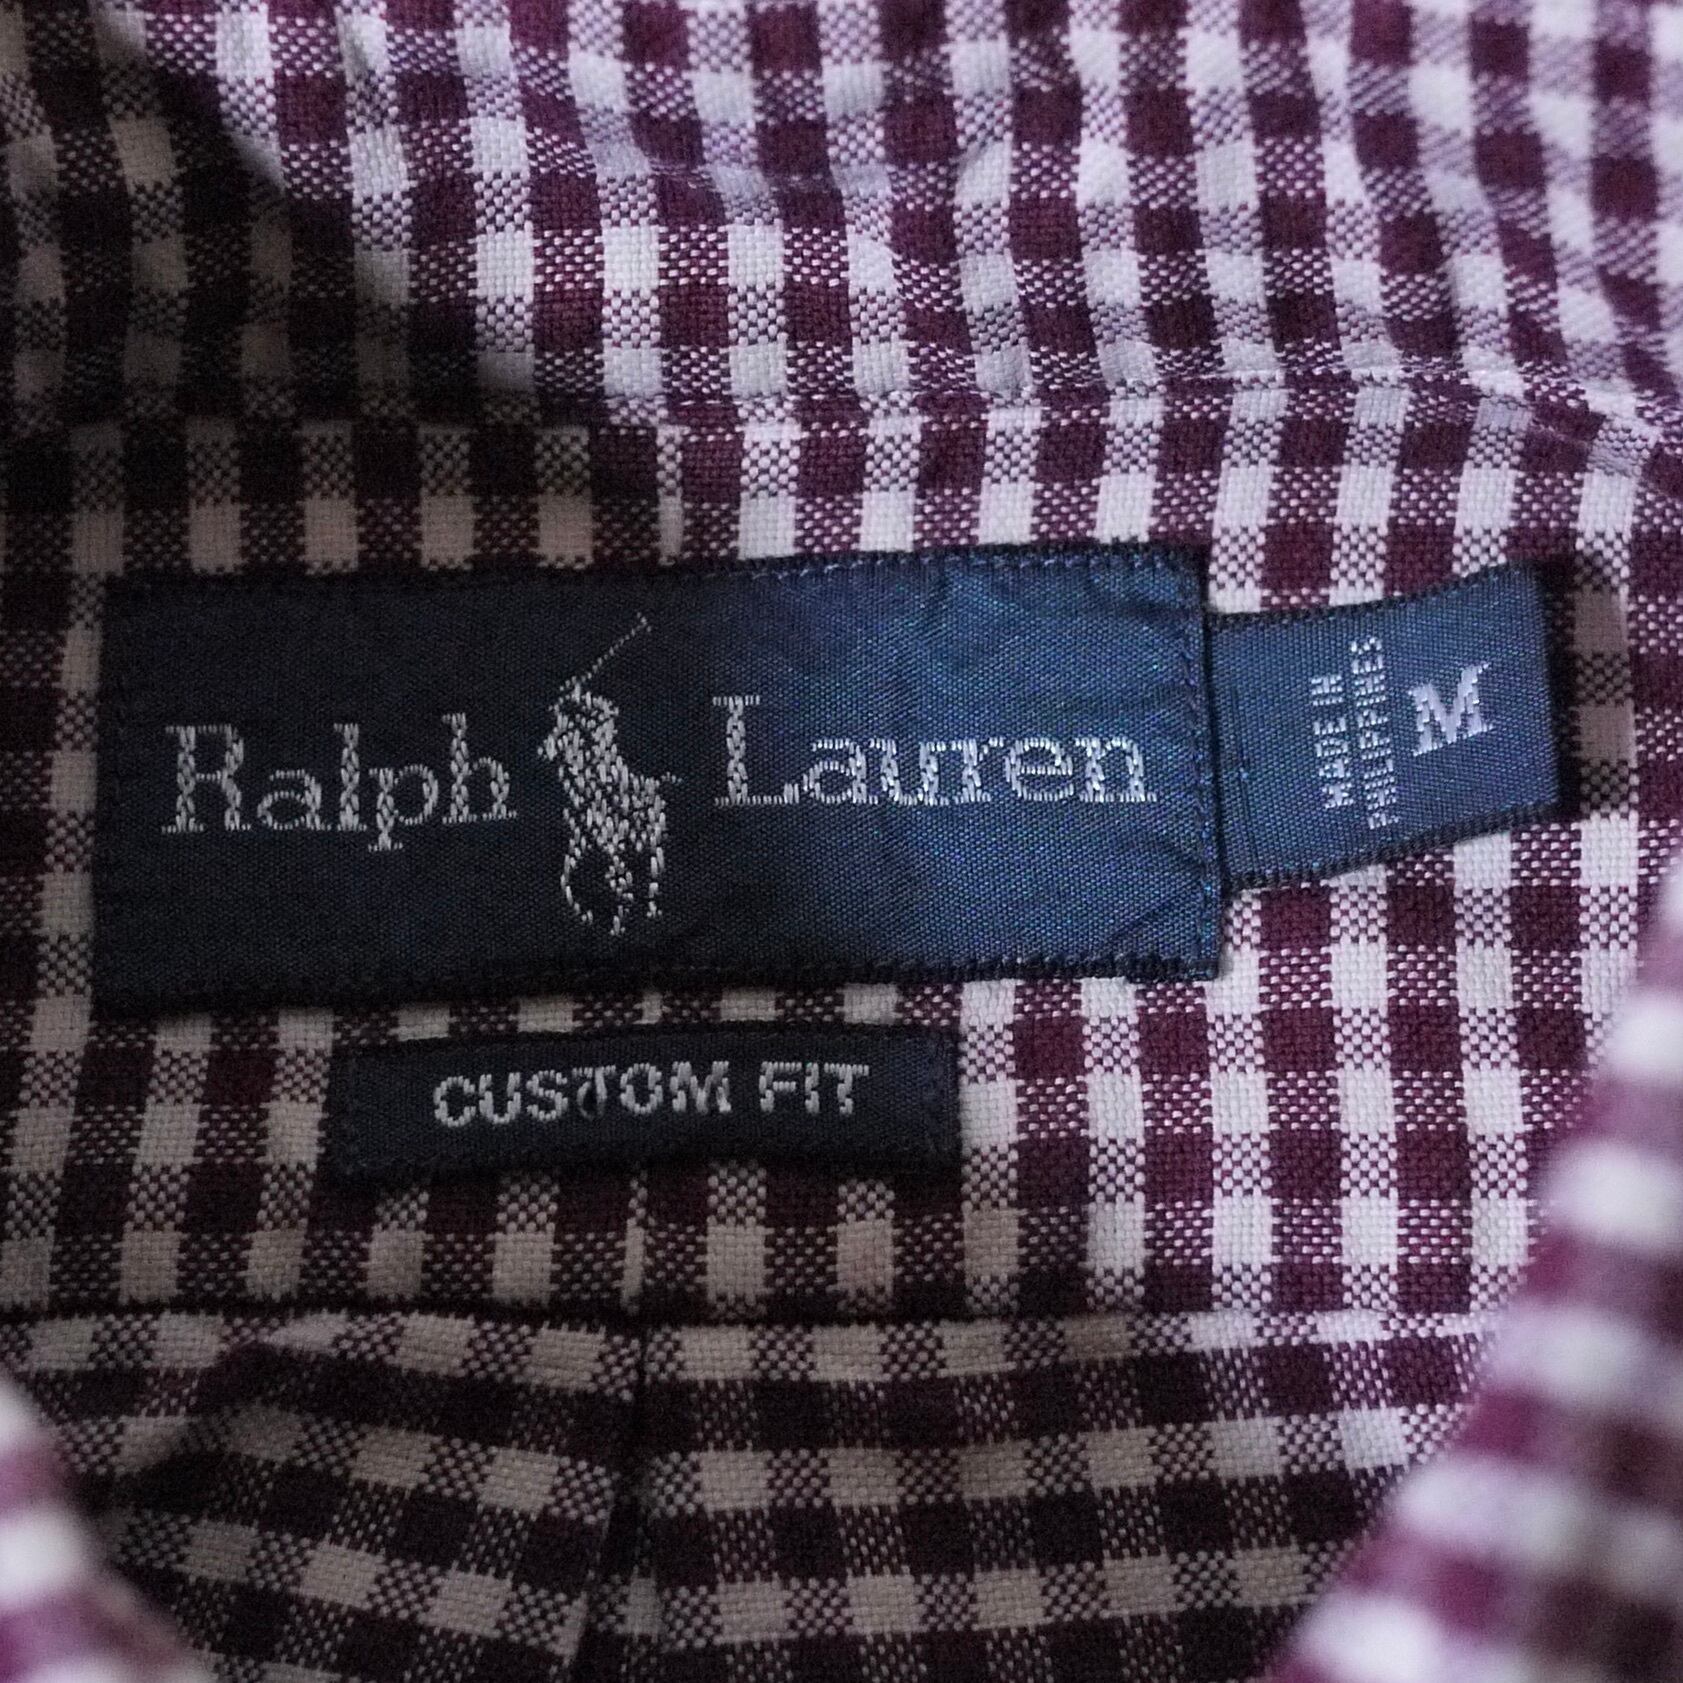 Ralph Lauren
MADE IN
PHILIPPINES
M
CUSTOM FIT